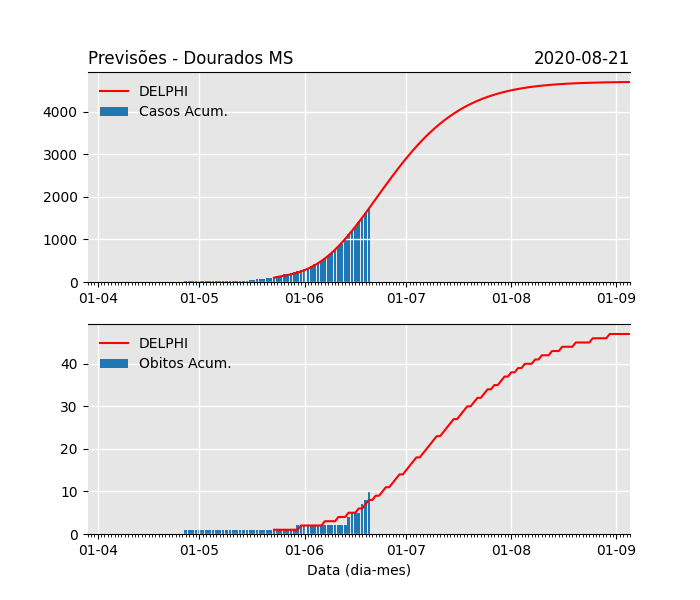 Previsões - Dourados MS 2020-08-21
DELPHI
Casos Acum.
4000
3000
2000
1000
0
01-04 01-05 01-06 01-07 01-08 01-09
DELPHI
Obitos Acum.
40
30
20
10
0
01-04 01-05 01-06 01-07 01-08 01-09
Data (dia-mes)